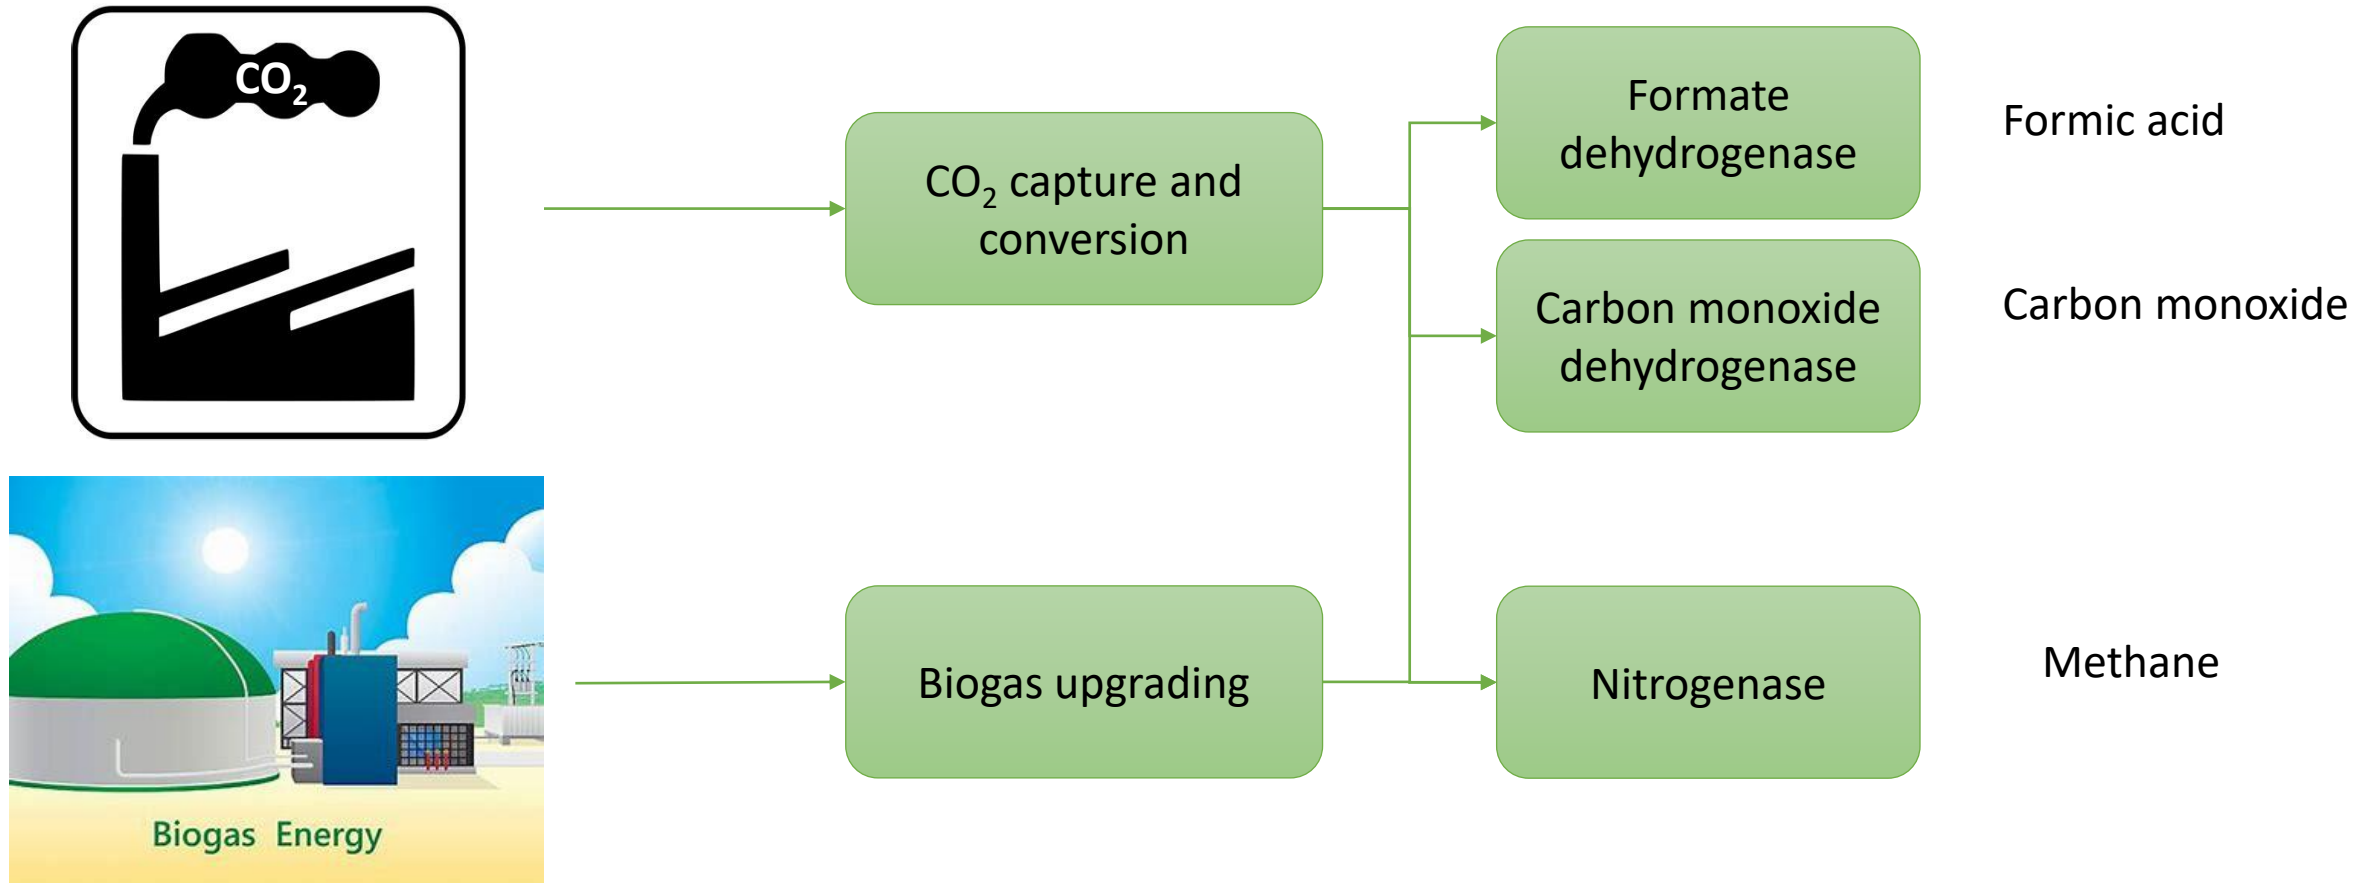 CO₂
CO₂ capture and
conversion
Formate
dehydrogenase
Formic acid
Carbon monoxide
dehydrogenase
Carbon monoxide
Biogas Energy
Biogas upgrading
Nitrogenase
Methane